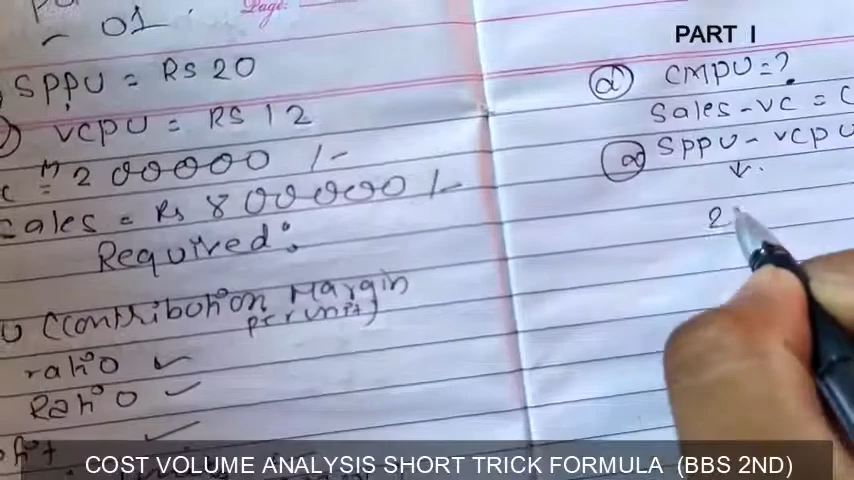 - 01.
Page:
PART I
SPPU = RS 20
VCPU = RS 12
= 200000 /-
Sales = Rs 800000 /-
Required:
(Contribution Margin
per unit)
ratio ✓
Ratio ✓
a) CMPU = ?
Sales - VC = C
a) SPPU - VCPU
↓
2
COST VOLUME ANALYSIS SHORT TRICK FORMULA (BBS 2ND)